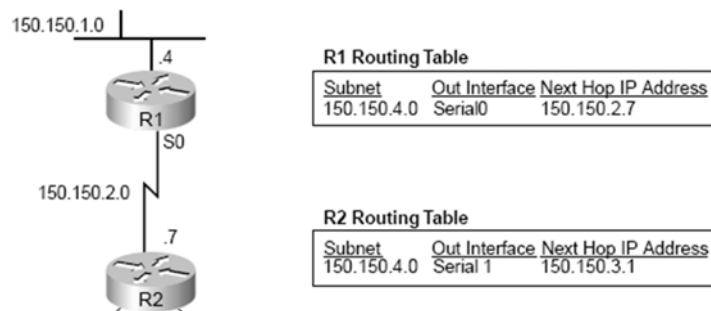 150.150.1.0
.4
R1
S0
150.150.2.0
.7
R2
R1 Routing Table
Subnet Out Interface Next Hop IP Address
150.150.4.0 Serial0 150.150.2.7
R2 Routing Table
Subnet Out Interface Next Hop IP Address
150.150.4.0 Serial 1 150.150.3.1